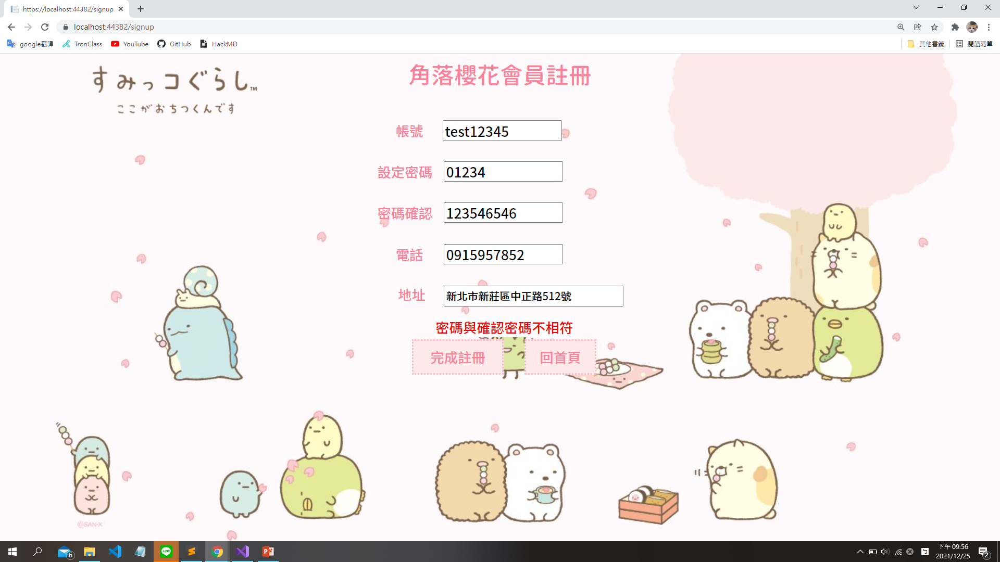 https://localhost:44382/signup
localhost:44382/signup
google翻譯
TronClass
YouTube
GitHub
HackMD
其他書籤
閱讀清單
すみっコぐらし™
ここがおちつくんです
角落櫻花會員註冊
帳號 test12345
設定密碼 01234
密碼確認 123546546
電話 0915957852
地址 新北市新莊區中正路512號
密碼與確認密碼不相符
完成註冊 回首頁
©SAN-X
6
LINE
下午 09:56
2021/12/25
2